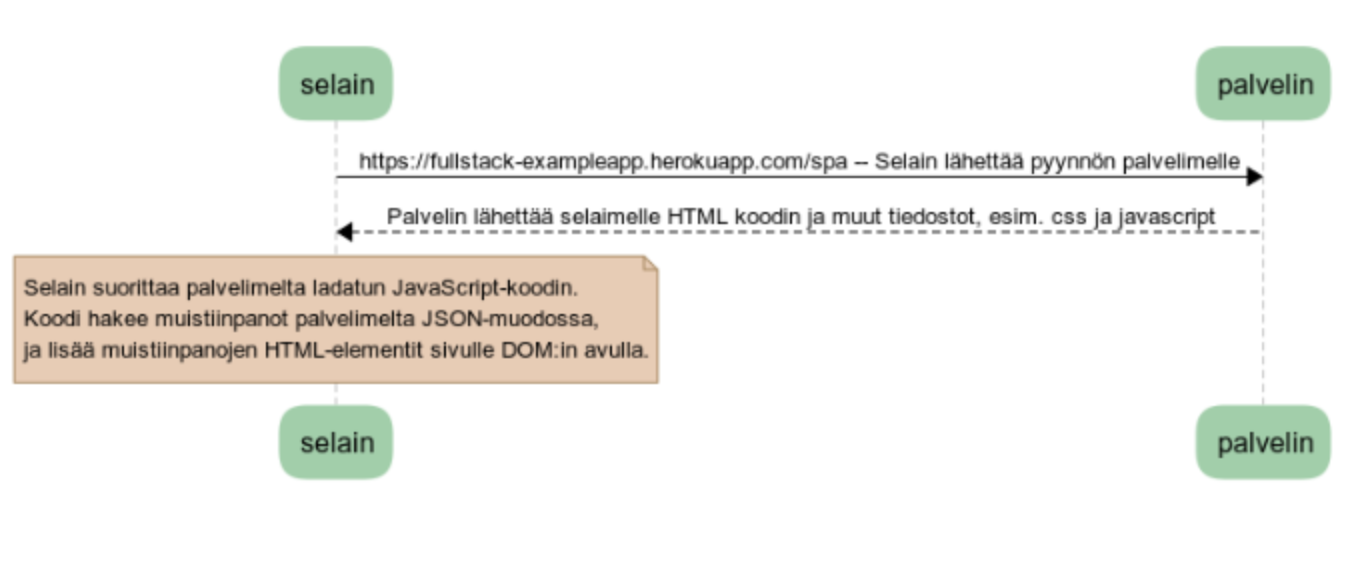 selain
palvelin
https://fullstack-exampleapp.herokuapp.com/spa -- Selain lähettää pyynnön palvelimelle
Palvelin lähettää selaimelle HTML koodin ja muut tiedostot, esim. css ja javascript
Selain suorittaa palvelimelta ladatun JavaScript-koodin.
Koodi hakee muistiinpanot palvelimelta JSON-muodossa,
ja lisää muistiinpanojen HTML-elementit sivulle DOM:in avulla.
selain
palvelin